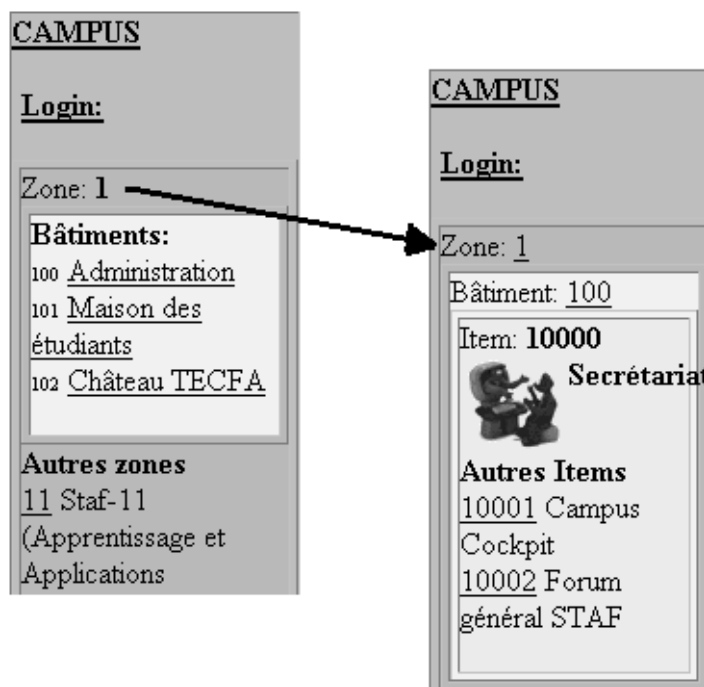 CAMPUS
Login:
Zone: 1
Bâtiments:
100 Administration
101 Maison des
étudiants
102 Château TECFA
Autres zones
11 Staf-11
(Apprentissage et
Applications
CAMPUS
Login:
Zone: 1
Bâtiment: 100
Item: 10000
Secrétariat
Autres Items
10001 Campus
Cockpit
10002 Forum
général STAF